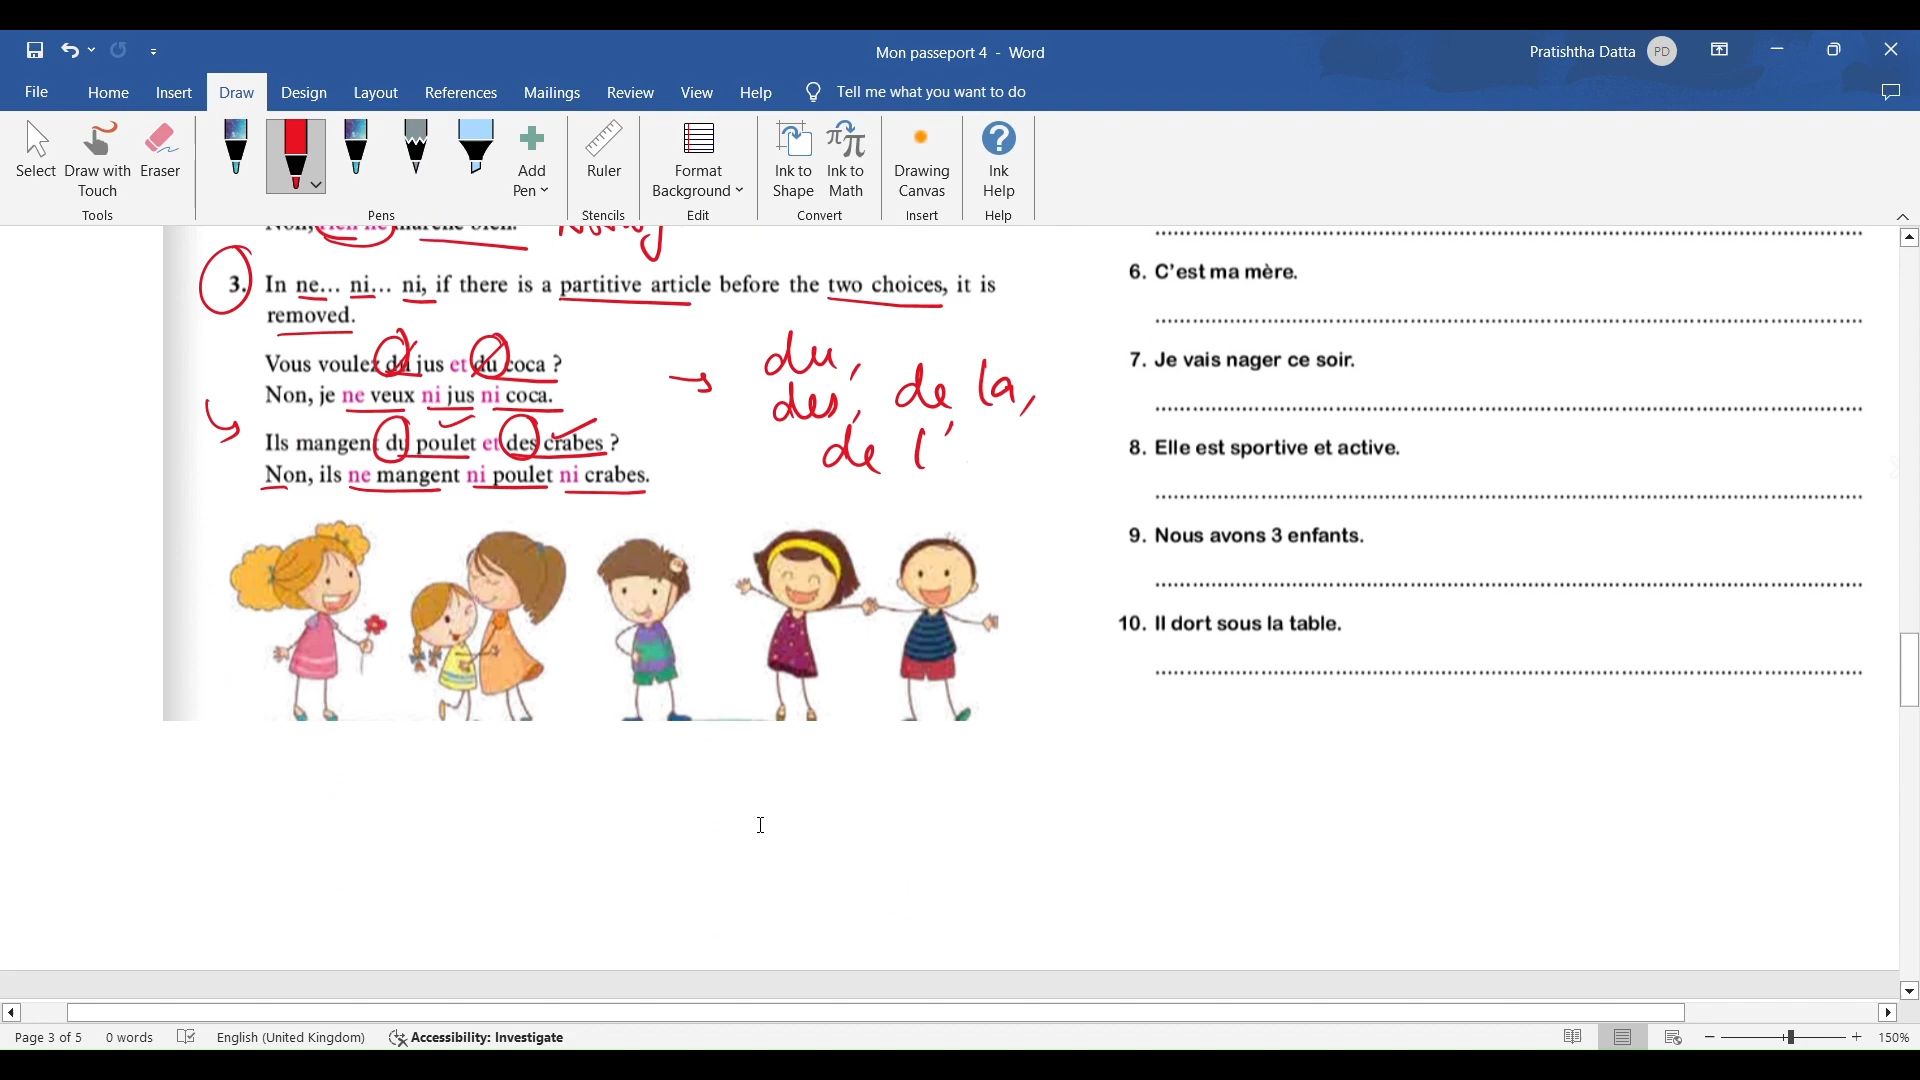 Mon passeport 4 - Word
Pratishtha Datta PD
File Home Insert Draw Design Layout References Mailings Review View Help Tell me what you want to do
Select Draw with Touch Eraser Add Pen Ruler Format Background Ink to Shape Ink to Math Drawing Canvas Ink Help
Tools Pens Stencils Edit Convert Insert Help
Non, rien ne marche bien.
3. In ne... ni... ni, if there is a partitive article before the two choices, it is
removed.
Vous voulez du jus et du coca ?
Non, je ne veux ni jus ni coca.
Ils mangent du poulet et des crabes ?
Non, ils ne mangent ni poulet ni crabes.
du,
des, de la,
de l'
6. C'est ma mère.
7. Je vais nager ce soir.
8. Elle est sportive et active.
9. Nous avons 3 enfants.
10. Il dort sous la table.
Page 3 of 5 0 words English (United Kingdom) Accessibility: Investigate 150%